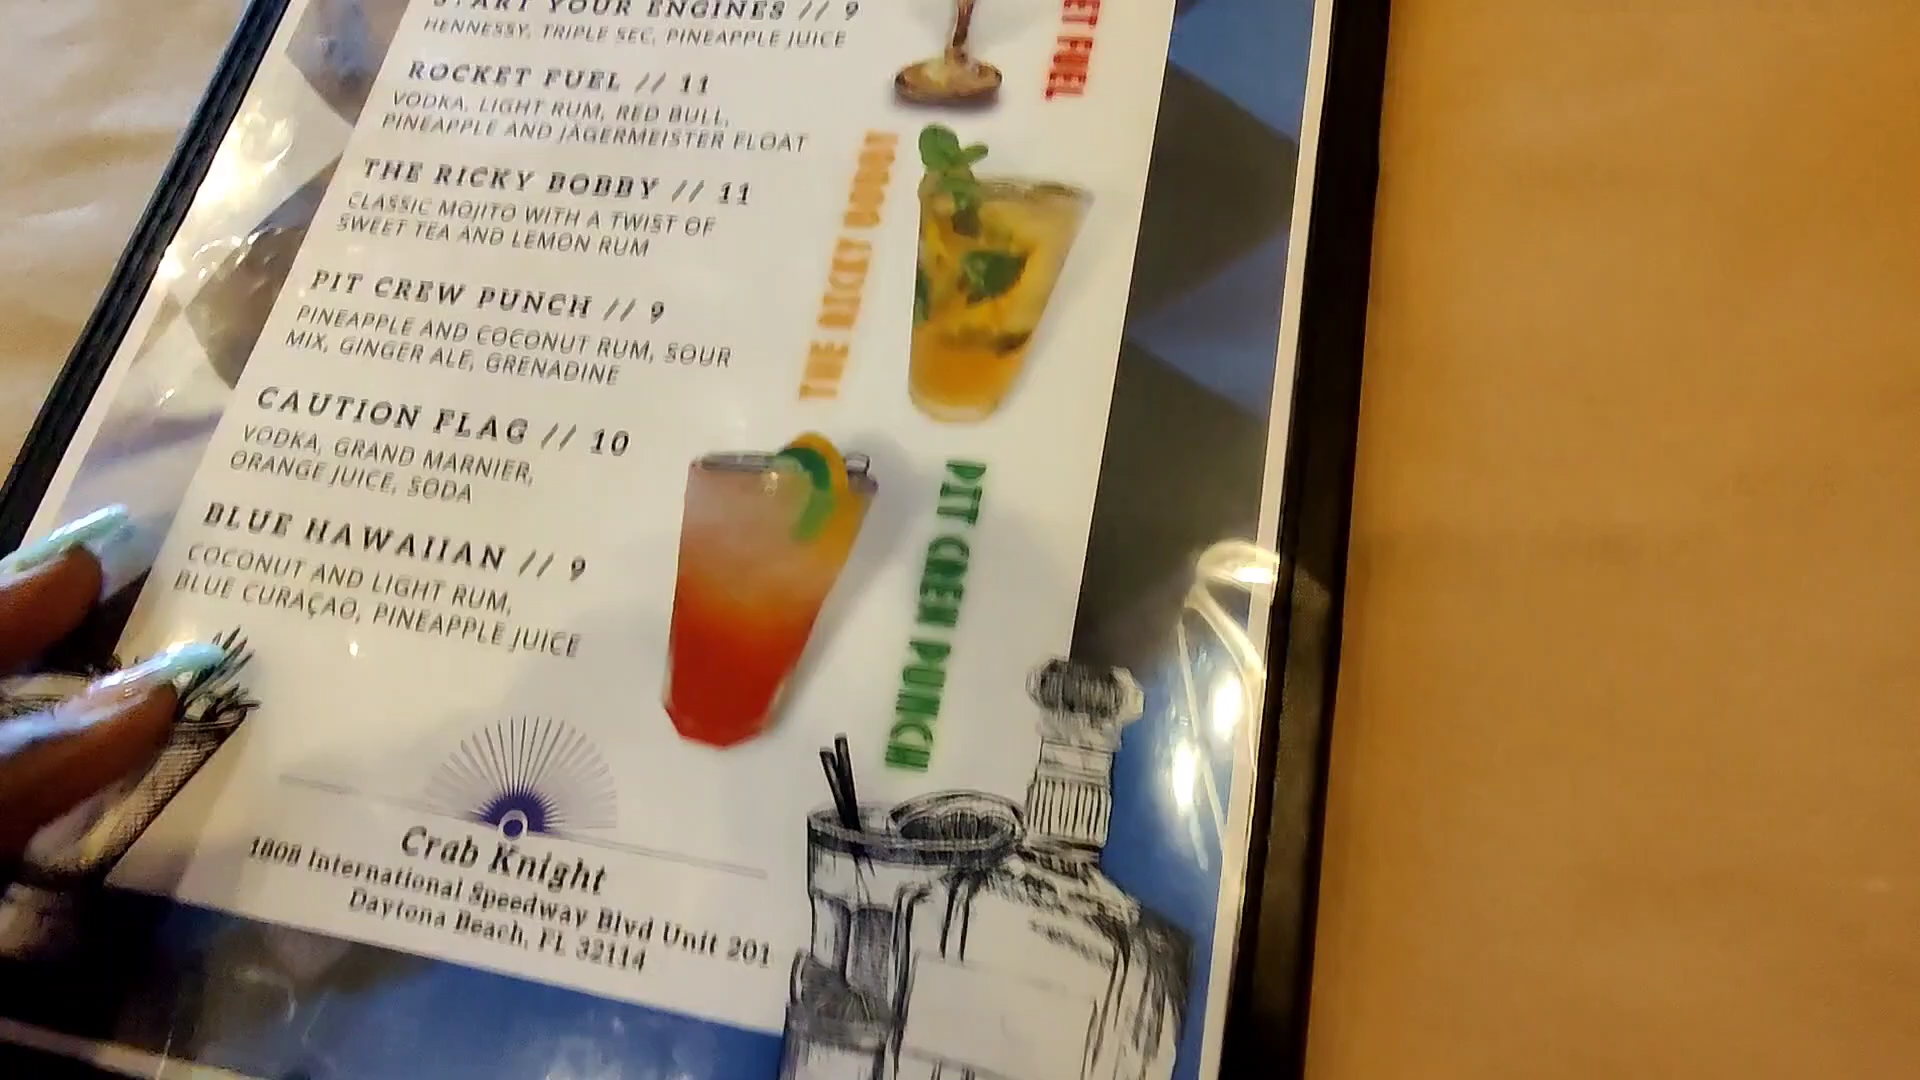 START YOUR ENGINES // 9
HENNESSY, TRIPLE SEC, PINEAPPLE JUICE
ROCKET FUEL // 11
VODKA, LIGHT RUM, RED BULL,
PINEAPPLE AND JÄGERMEISTER FLOAT
THE RICKY BOBBY // 11
CLASSIC MOJITO WITH A TWIST OF
SWEET TEA AND LEMON RUM
PIT CREW PUNCH // 9
PINEAPPLE AND COCONUT RUM, SOUR
MIX, GINGER ALE, GRENADINE
CAUTION FLAG // 10
VODKA, GRAND MARNIER,
ORANGE JUICE, SODA
BLUE HAWAIIAN // 9
COCONUT AND LIGHT RUM,
BLUE CURAÇAO, PINEAPPLE JUICE
ET FUEL
THE RICKY BOBBY
PIT CREW PUNCH
Crab Knight
1808 International Speedway Blvd Unit 201
Daytona Beach, FL 32114